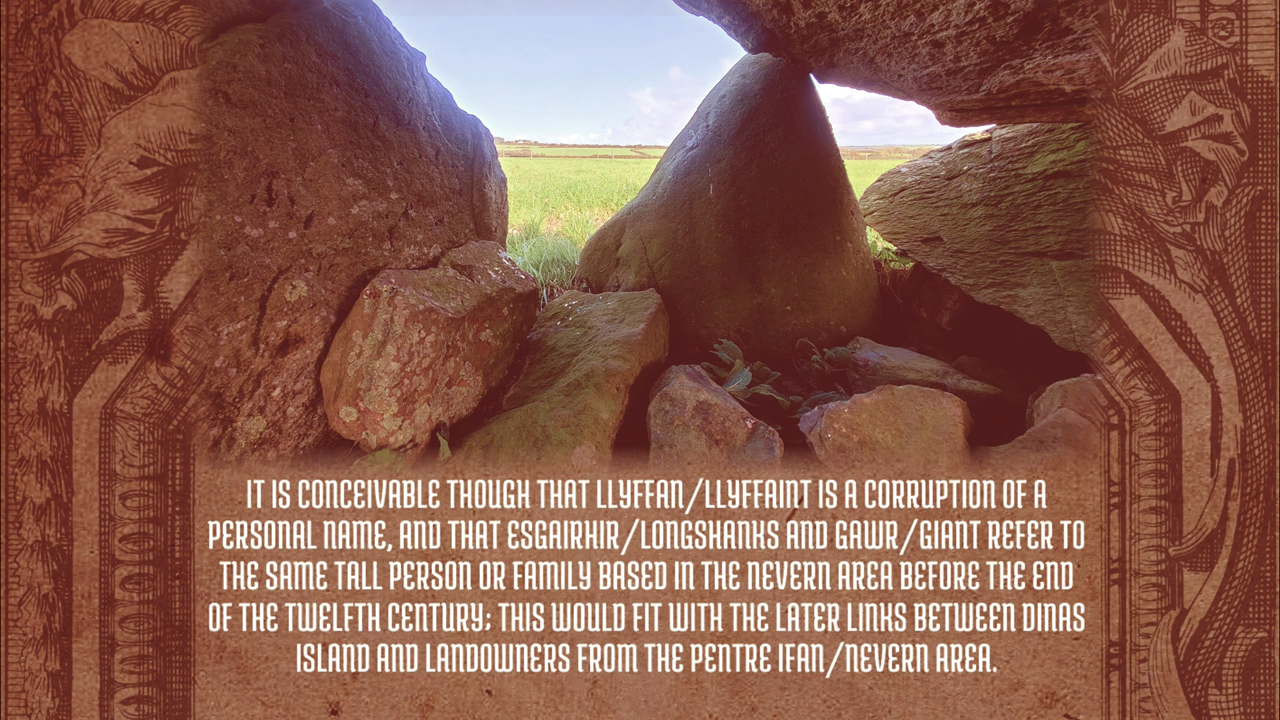 IT IS CONCEIVABLE THOUGH THAT LLYFFAN/LLYFFAINT IS A CORRUPTION OF A
PERSONAL NAME, AND THAT ESGAIRHIR/LONGSHANKS AND GAWR/GIANT REFER TO
THE SAME TALL PERSON OR FAMILY BASED IN THE NEVERN AREA BEFORE THE END
OF THE TWELFTH CENTURY; THIS WOULD FIT WITH THE LATER LINKS BETWEEN DINAS
ISLAND AND LANDOWNERS FROM THE PENTRE IFAN/NEVERN AREA.